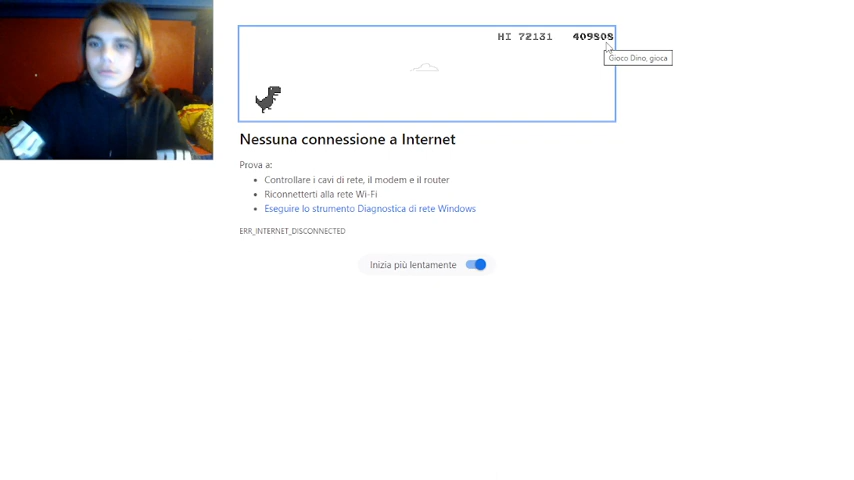 HI 72131 409808
Gioco Dino, gioca
Nessuna connessione a Internet
Prova a:
Controllare i cavi di rete, il modem e il router
Riconnetterti alla rete Wi-Fi
Eseguire lo strumento Diagnostica di rete Windows
ERR_INTERNET_DISCONNECTED
Inizia più lentamente